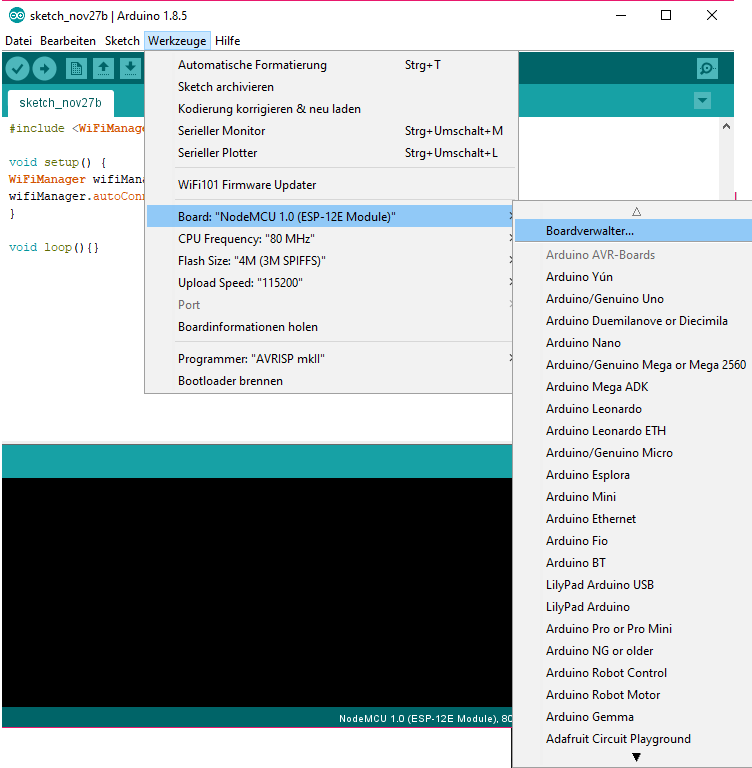 sketch_nov27b | Arduino 1.8.5
Datei Bearbeiten Sketch Werkzeuge Hilfe
sketch_nov27b
#include <WiFiManage
void setup() {
WiFiManager wifiMana
wifiManager.autoConn
}
void loop(){}
Automatische Formatierung Strg+T
Sketch archivieren
Kodierung korrigieren & neu laden
Serieller Monitor Strg+Umschalt+M
Serieller Plotter Strg+Umschalt+L
WiFi101 Firmware Updater
Board: "NodeMCU 1.0 (ESP-12E Module)"
CPU Frequency: "80 MHz"
Flash Size: "4M (3M SPIFFS)"
Upload Speed: "115200"
Port
Boardinformationen holen
Programmer: "AVRISP mkII"
Bootloader brennen
Boardverwalter...
Arduino AVR-Boards
Arduino Yún
Arduino/Genuino Uno
Arduino Duemilanove or Diecimila
Arduino Nano
Arduino/Genuino Mega or Mega 2560
Arduino Mega ADK
Arduino Leonardo
Arduino Leonardo ETH
Arduino/Genuino Micro
Arduino Esplora
Arduino Mini
Arduino Ethernet
Arduino Fio
Arduino BT
LilyPad Arduino USB
LilyPad Arduino
Arduino Pro or Pro Mini
Arduino NG or older
Arduino Robot Control
Arduino Robot Motor
Arduino Gemma
Adafruit Circuit Playground
NodeMCU 1.0 (ESP-12E Module), 80